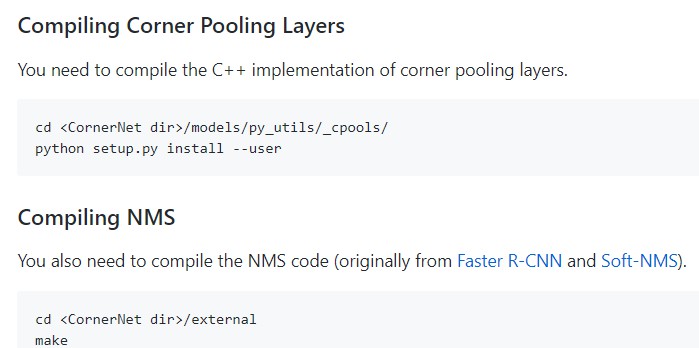 Compiling Corner Pooling Layers
You need to compile the C++ implementation of corner pooling layers.
cd <CornerNet dir>/models/py_utils/_cpools/
python setup.py install --user
Compiling NMS
You also need to compile the NMS code (originally from Faster R-CNN and Soft-NMS).
cd <CornerNet dir>/external
make